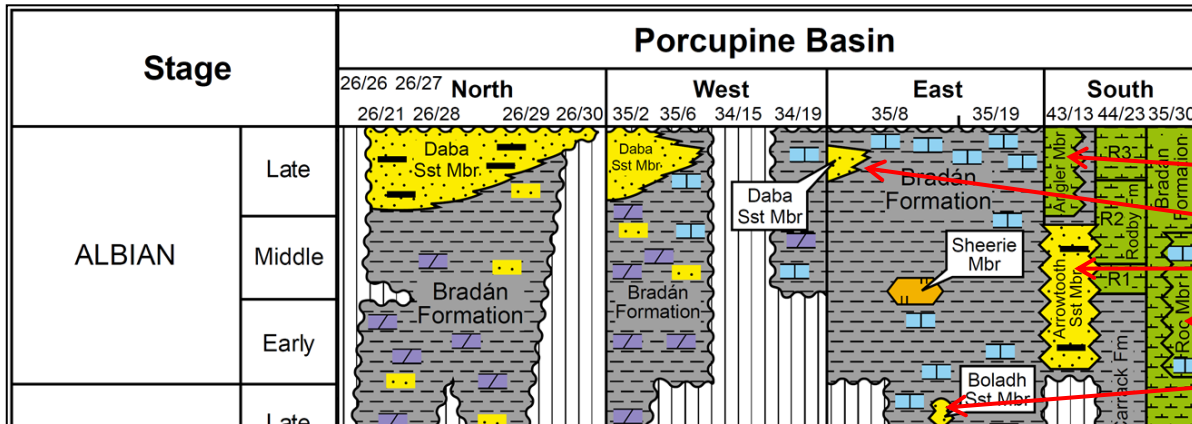 Stage
Porcupine Basin
North
West
East
South
26/26 26/27
26/21 26/28 26/29 26/30
35/2 35/6 34/15 34/19
35/8 35/19
43/13 44/23 35/30
ALBIAN
Late
Middle
Early
Late
Daba
Sst Mbr
Bradán
Formation
Daba
Sst Mbr
Bradán
Formation
Daba
Sst Mbr
Bradán
Formation
Sheerie
Mbr
Boladh
Sst Mbr
Angler Mbr
Arrowtooth
Sst Mbr
R3
R2
R1
Rodby Fm
Carrack Fm
Bradán
Formation
Roc Mbr